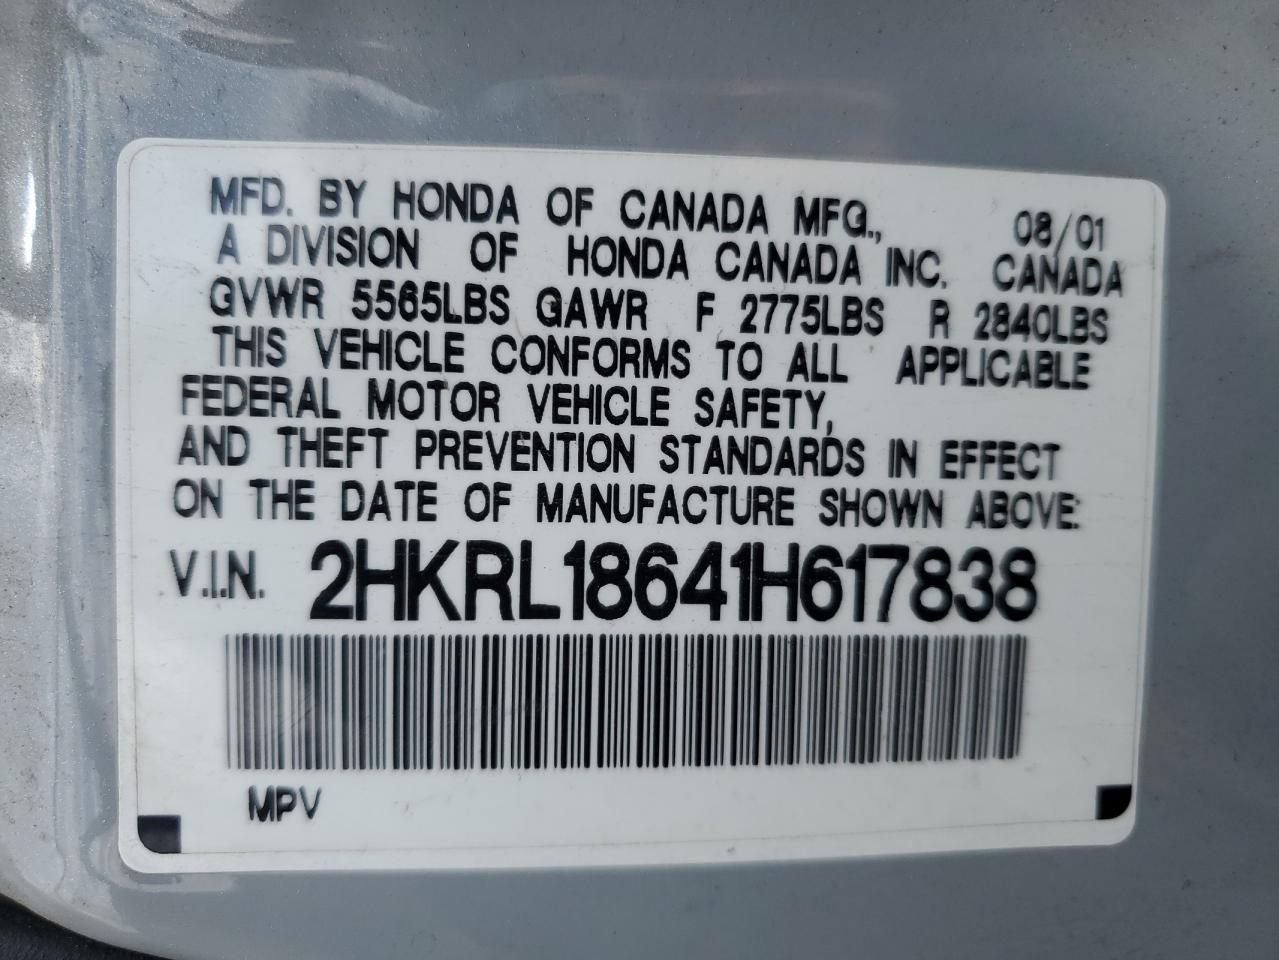 MFD. BY HONDA OF CANADA MFG., 08/01
A DIVISION OF HONDA CANADA INC. CANADA
GVWR 5565LBS GAWR F 2775LBS R 2840LBS
THIS VEHICLE CONFORMS TO ALL APPLICABLE
FEDERAL MOTOR VEHICLE SAFETY,
AND THEFT PREVENTION STANDARDS IN EFFECT
ON THE DATE OF MANUFACTURE SHOWN ABOVE:
V.I.N. 2HKRL18641H617838
MPV